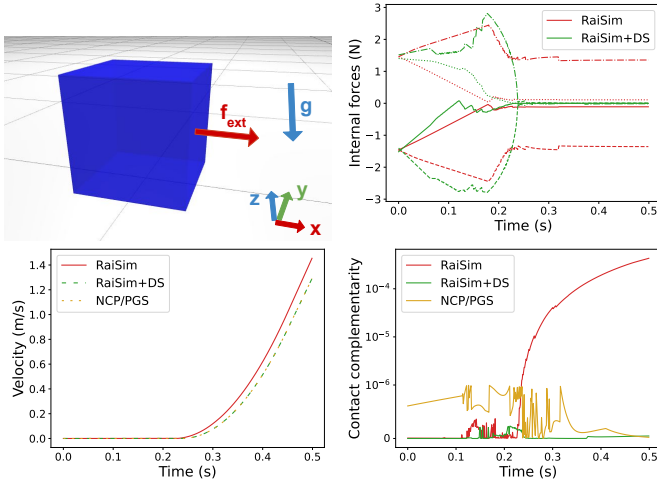 f_ext
g
z
y
x
Internal forces (N)
3
2
1
0
−1
−2
−3
RaiSim
RaiSim+DS
0.0 0.1 0.2 0.3 0.4 0.5
Time (s)
Velocity (m/s)
1.4
1.2
1.0
0.8
0.6
0.4
0.2
0.0
RaiSim
RaiSim+DS
NCP/PGS
0.0 0.1 0.2 0.3 0.4 0.5
Time (s)
Contact complementarity
10⁻⁴
10⁻⁵
10⁻⁶
0
RaiSim
RaiSim+DS
NCP/PGS
0.0 0.1 0.2 0.3 0.4 0.5
Time (s)